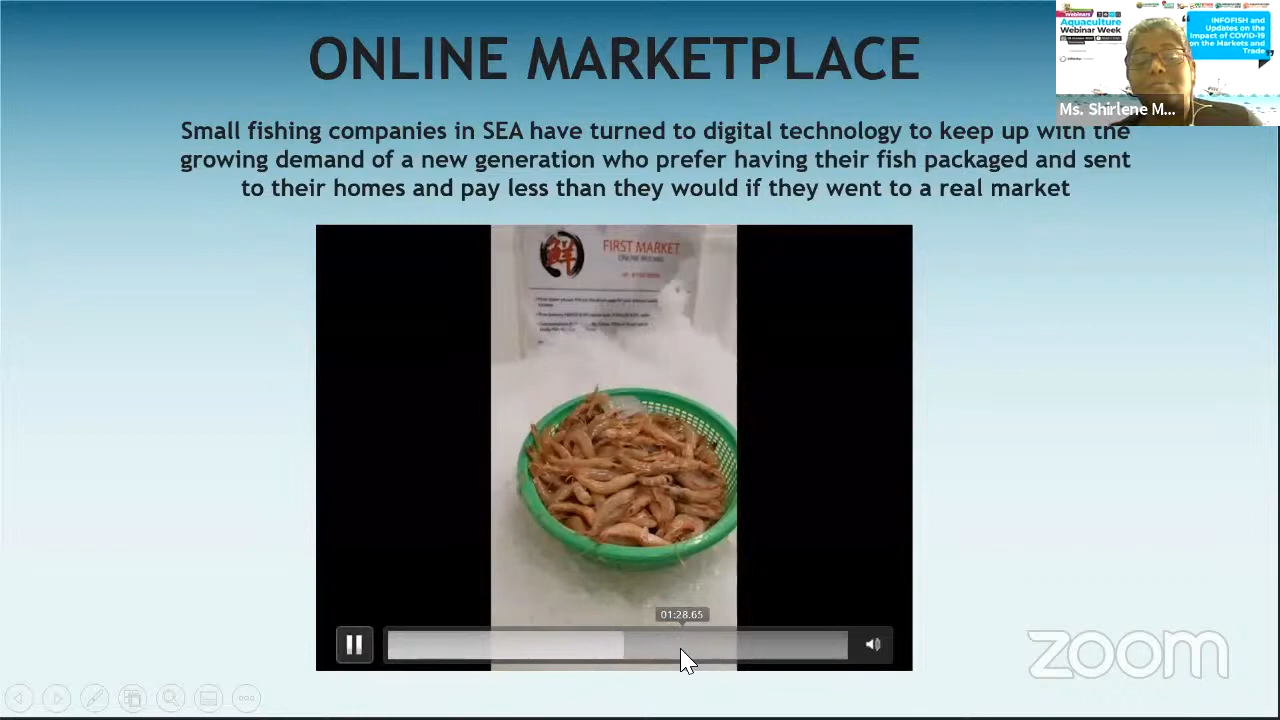 ONLINE MARKETPLACE
Small fishing companies in SEA have turned to digital technology to keep up with the
growing demand of a new generation who prefer having their fish packaged and sent
to their homes and pay less than they would if they went to a real market
Webinars
Aquaculture
Webinar Week
INFOFISH and
Updates on the
Impact of COVID-19
on the Markets and
Trade
Ms. Shirlene M...
鮮
FIRST MARKET
01:28.65
zoom